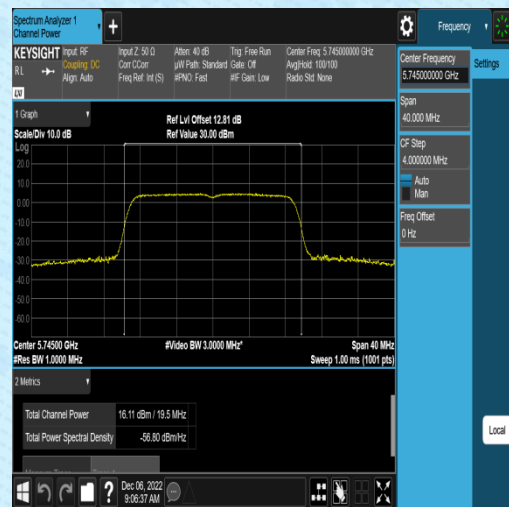 Spectrum Analyzer 1
Channel Power
+
Frequency
KEYSIGHT
RL
LXI
Input: RF
Coupling: DC
Align: Auto
Input Z: 50 Ω
Corr CCorr
Freq Ref: Int (S)
Atten: 40 dB
µW Path: Standard
#PNO: Fast
Trig: Free Run
Gate: Off
#IF Gain: Low
Center Freq: 5.745000000 GHz
Avg|Hold: 100/100
Radio Std: None
Center Frequency
5.745000000 GHz
Settings
Span
40.000 MHz
CF Step
4.000000 MHz
Auto
Man
Freq Offset
0 Hz
1 Graph
Scale/Div 10.0 dB
Ref Lvl Offset 12.81 dB
Ref Value 30.00 dBm
Log
20.0
10.0
0.00
-10.0
-20.0
-30.0
-40.0
-50.0
-60.0
Center 5.74500 GHz
#Res BW 1.0000 MHz
#Video BW 3.0000 MHz*
Span 40 MHz
Sweep 1.00 ms (1001 pts)
2 Metrics
Total Channel Power 16.11 dBm / 19.5 MHz
Total Power Spectral Density -56.80 dBm/Hz
Local
?
Dec 06, 2022
9:06:37 AM